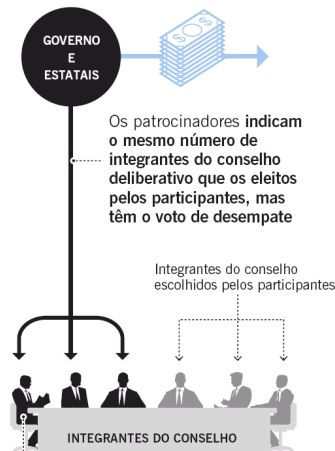 GOVERNO
E
ESTATAIS
Os patrocinadores indicam
o mesmo número de
integrantes do conselho
deliberativo que os eleitos
pelos participantes, mas
têm o voto de desempate
Integrantes do conselho
escolhidos pelos participantes
INTEGRANTES DO CONSELHO